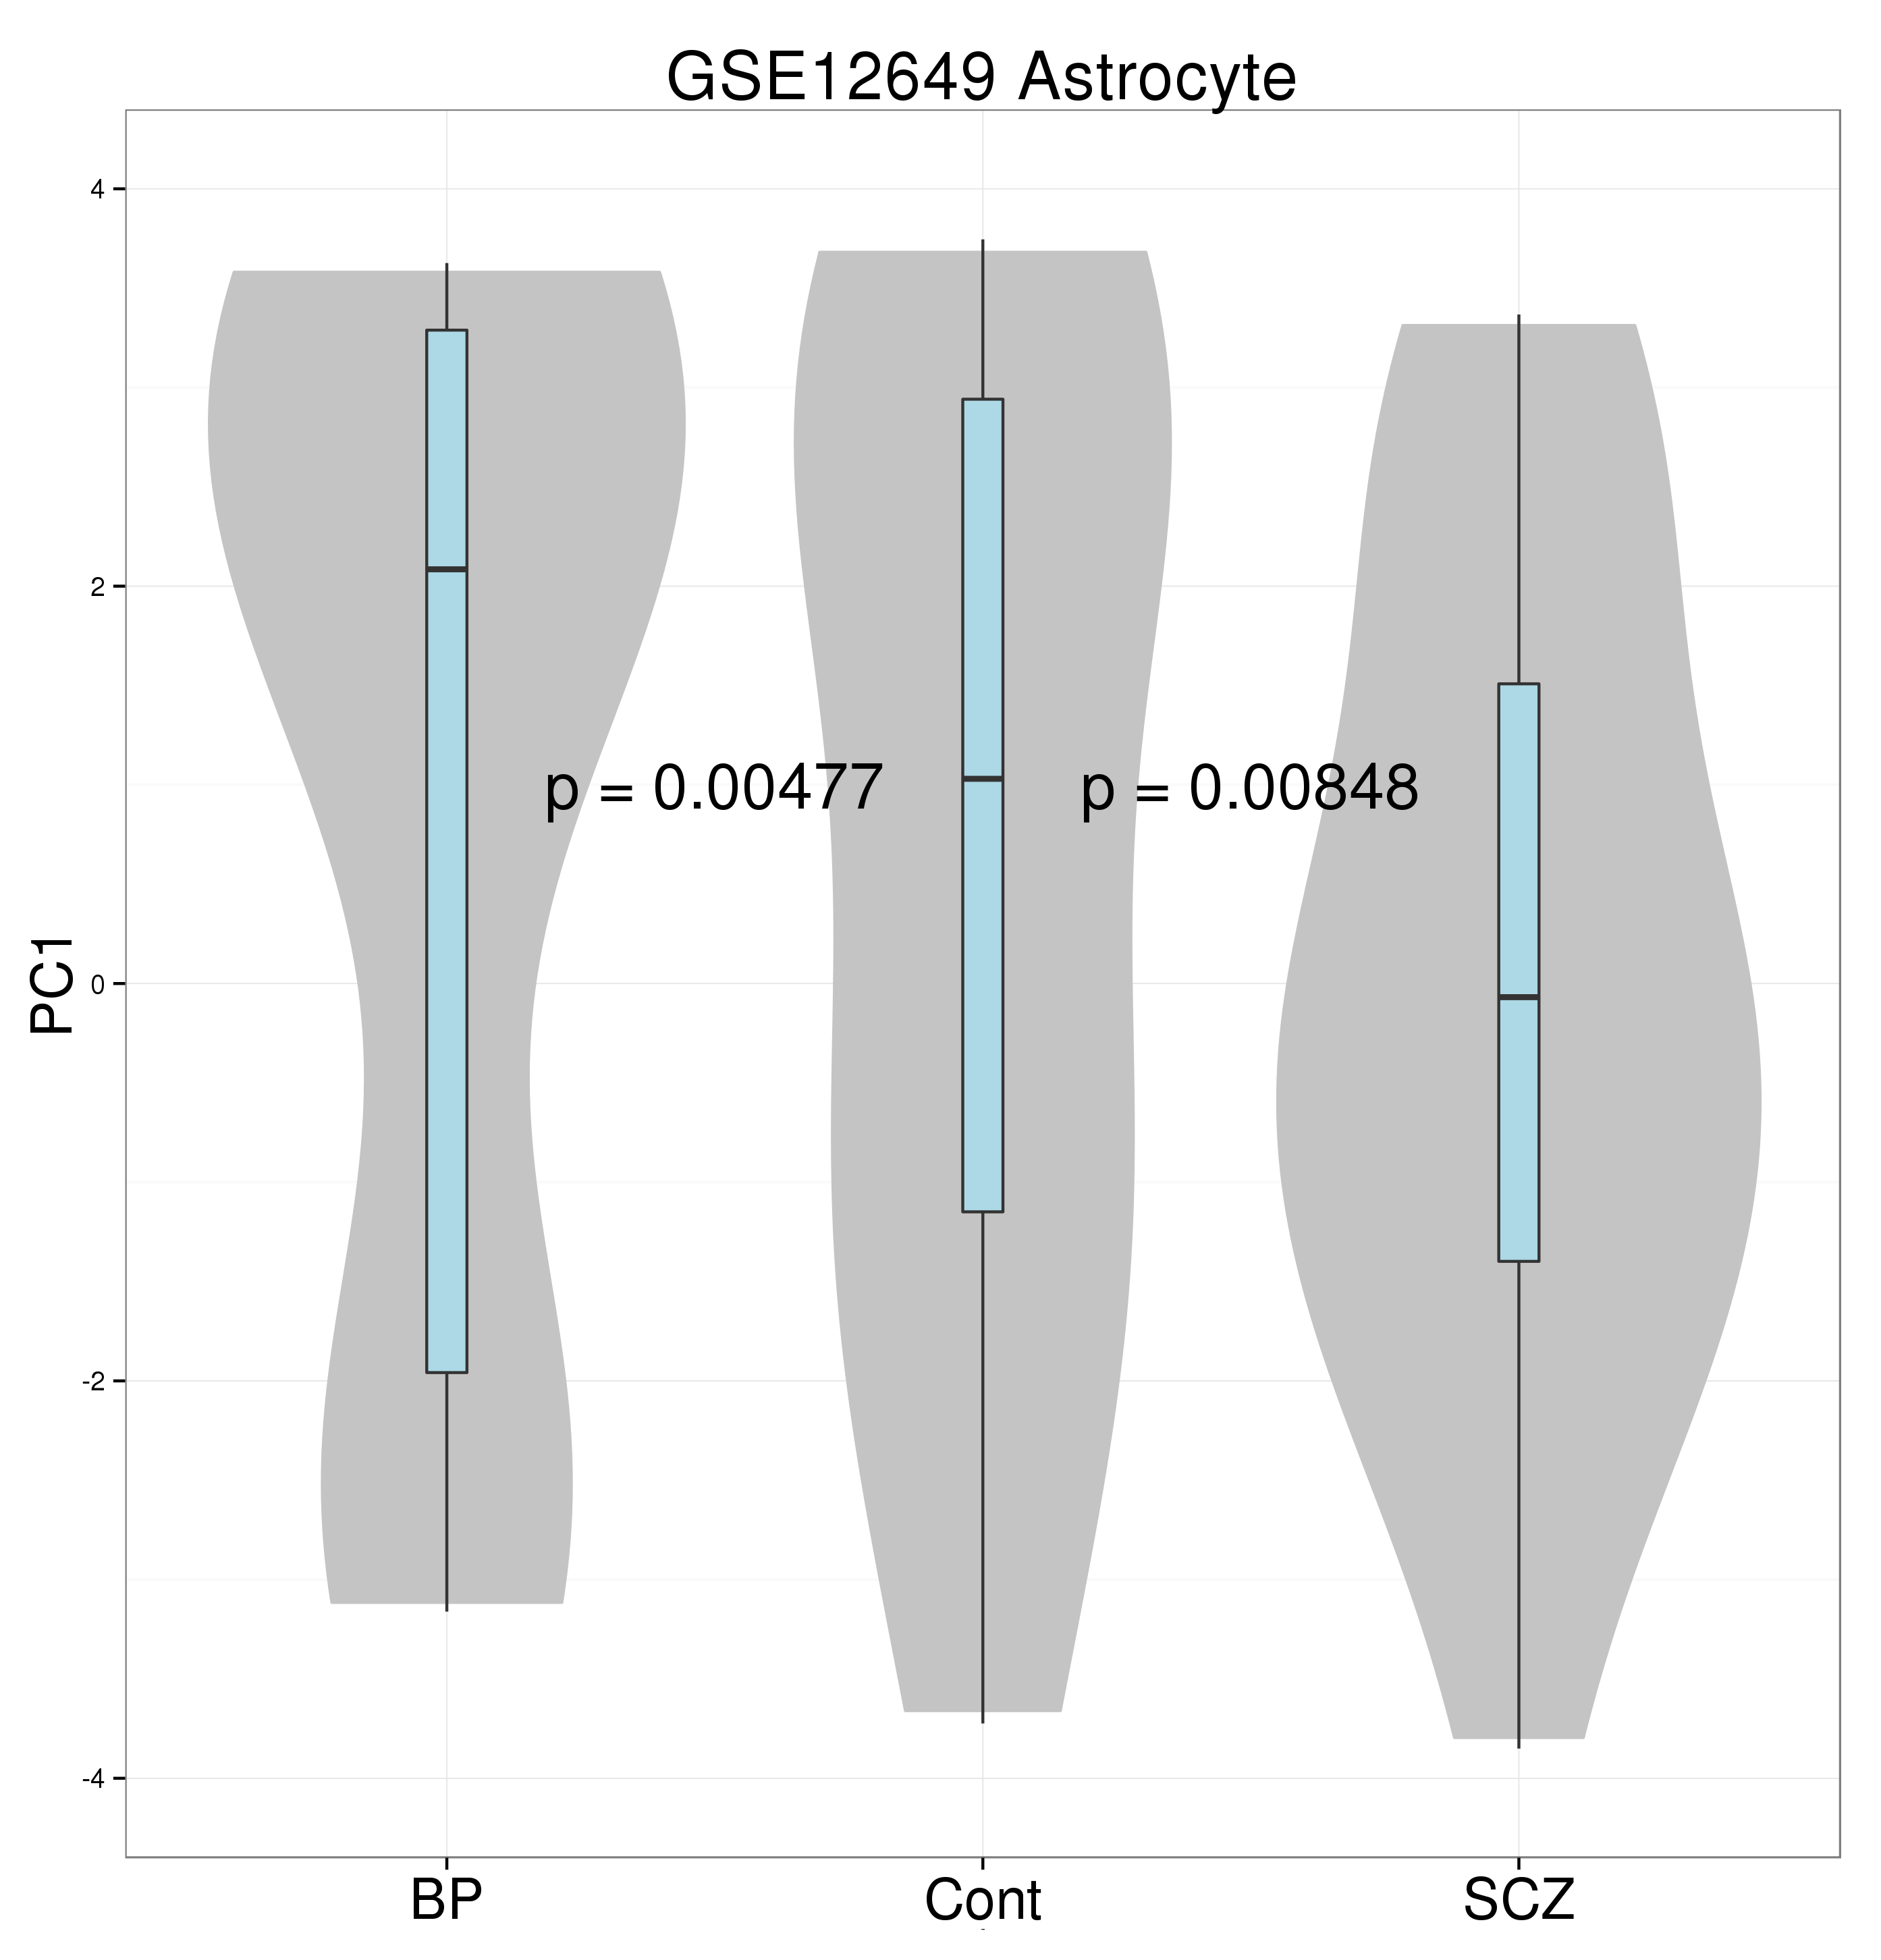 GSE12649 Astrocyte
PC1
4
2
0
-2
-4
p = 0.00477
p = 0.00848
BP
Cont
SCZ